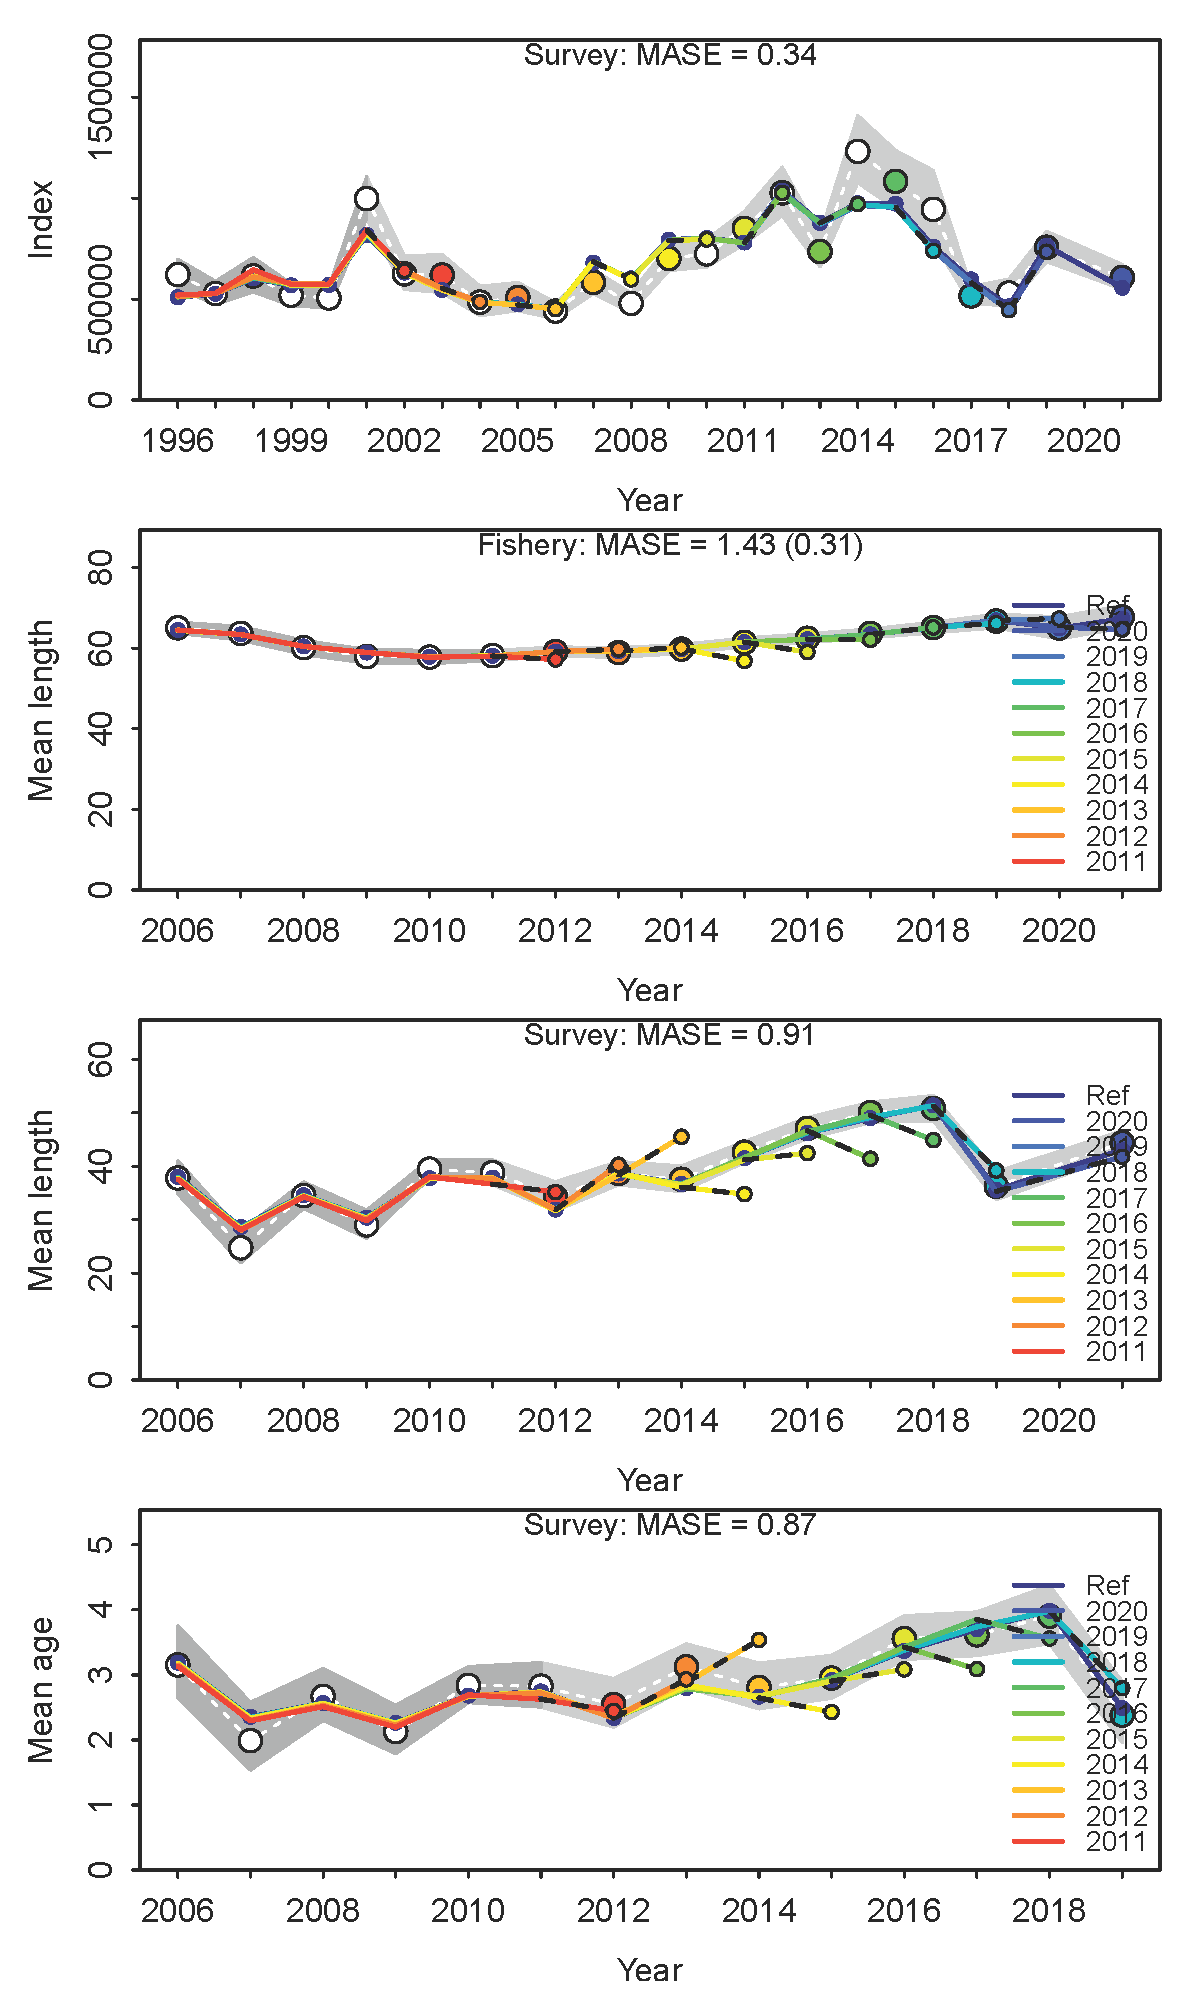 Survey: MASE = 0.34
Index
0
500000
1500000
1996 1999 2002 2005 2008 2011 2014 2017 2020
Year
Fishery: MASE = 1.43 (0.31)
Mean length
0 20 40 60 80
Ref
2020
2019
2018
2017
2016
2015
2014
2013
2012
2011
2006 2008 2010 2012 2014 2016 2018 2020
Year
Survey: MASE = 0.91
Mean length
0 20 40 60
Ref
2020
2019
2018
2017
2016
2015
2014
2013
2012
2011
2006 2008 2010 2012 2014 2016 2018 2020
Year
Survey: MASE = 0.87
Mean age
0 1 2 3 4 5
Ref
2020
2019
2018
2017
2016
2015
2014
2013
2012
2011
2006 2008 2010 2012 2014 2016 2018
Year